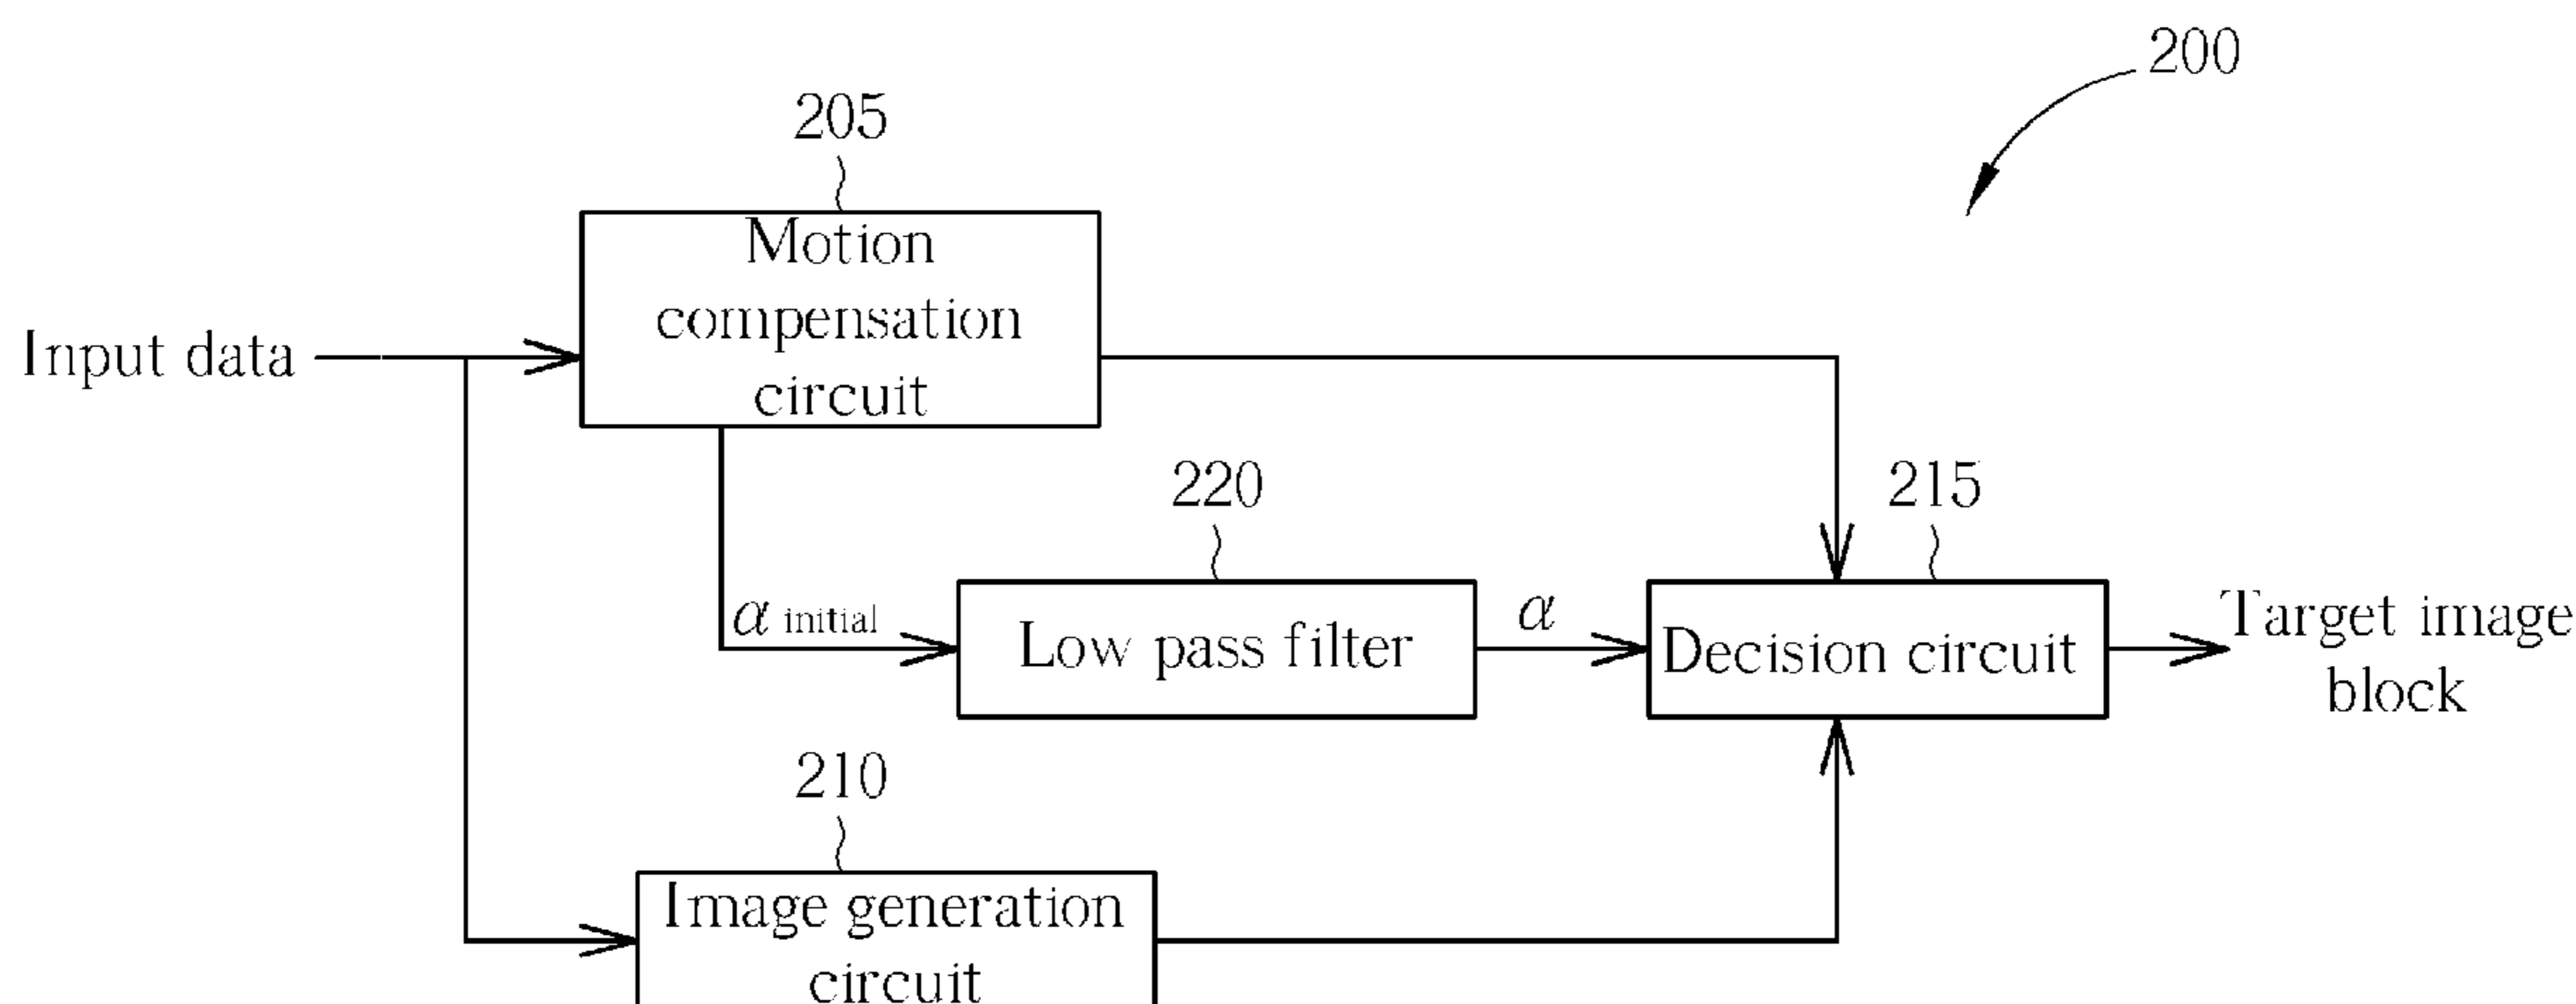 200
205
Motion
compensation
circuit
Input data
220
215
α initial
Low pass filter
α
Decision circuit
Target image
block
210
Image generation
circuit